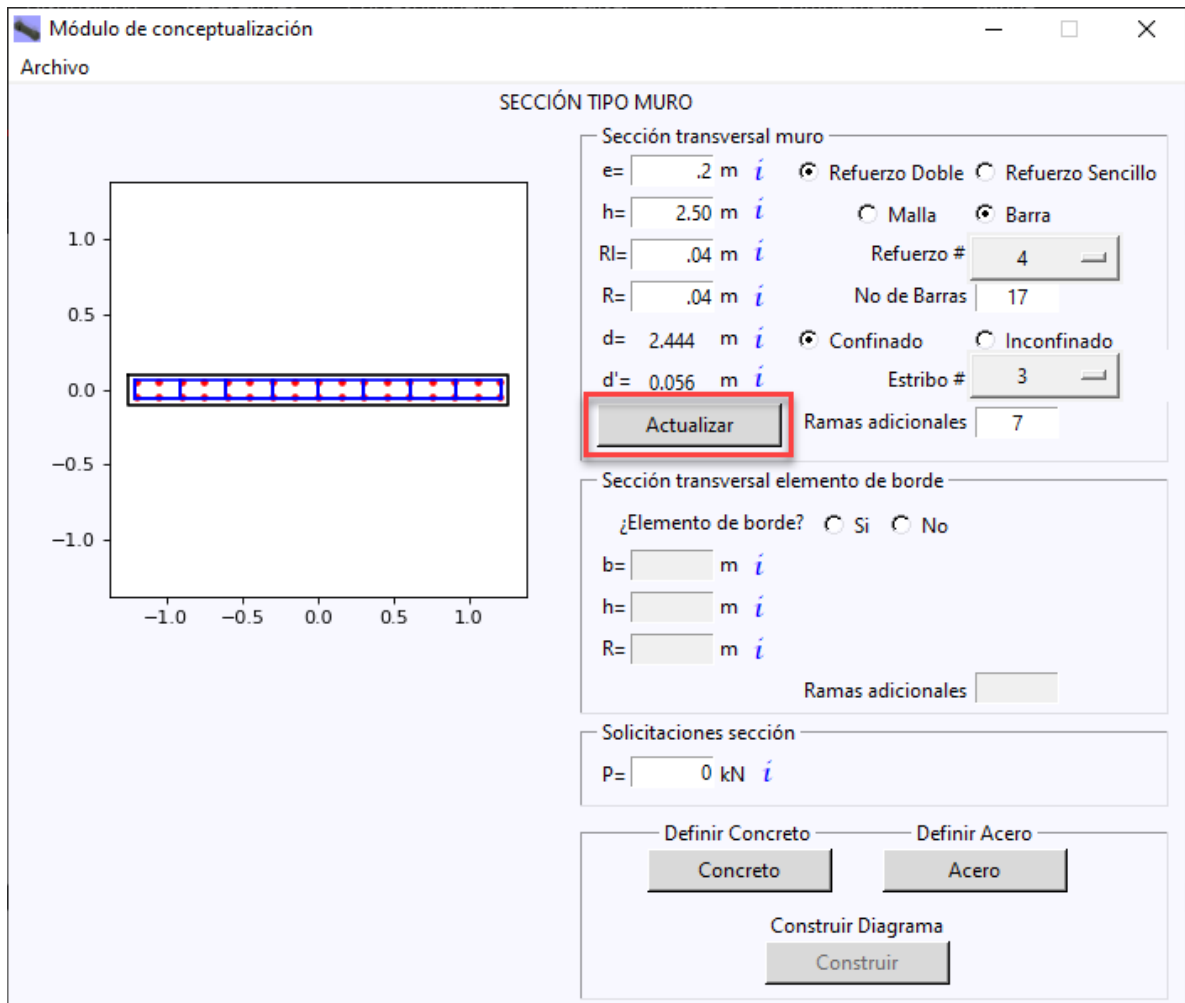 Módulo de conceptualización
Archivo
SECCIÓN TIPO MURO
1.0
0.5
0.0
−0.5
−1.0
−1.0 −0.5 0.0 0.5 1.0
Sección transversal muro
e= .2 m i Refuerzo Doble Refuerzo Sencillo
h= 2.50 m i Malla Barra
Rl= .04 m i Refuerzo # 4
R= .04 m i No de Barras 17
d= 2.444 m i Confinado Inconfinado
d'= 0.056 m i Estribo # 3
Actualizar Ramas adicionales 7
Sección transversal elemento de borde
¿Elemento de borde? Si No
b= m i
h= m i
R= m i
Ramas adicionales
Solicitaciones sección
P= 0 kN i
Definir Concreto Definir Acero
Concreto Acero
Construir Diagrama
Construir